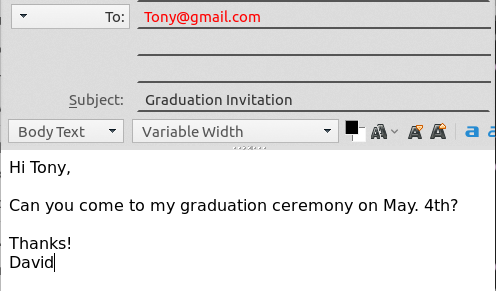 To: Tony@gmail.com
Subject: Graduation Invitation
Body Text Variable Width A A A a a
Hi Tony,
Can you come to my graduation ceremony on May. 4th?
Thanks!
David